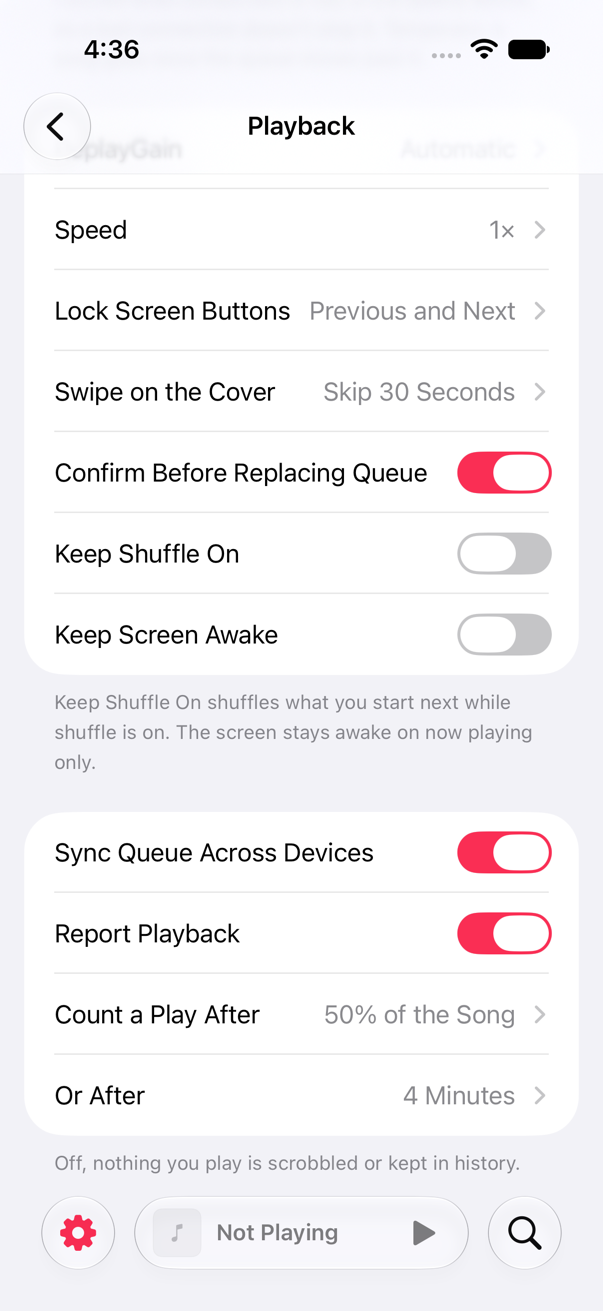 4:36
Playback
Automatic
Speed
1×
Lock Screen Buttons
Previous and Next
Swipe on the Cover
Skip 30 Seconds
Confirm Before Replacing Queue
Keep Shuffle On
Keep Screen Awake
Keep Shuffle On shuffles what you start next while
shuffle is on. The screen stays awake on now playing
only.
Sync Queue Across Devices
Report Playback
Count a Play After
50% of the Song
Or After
4 Minutes
Off, nothing you play is scrobbled or kept in history.
Not Playing